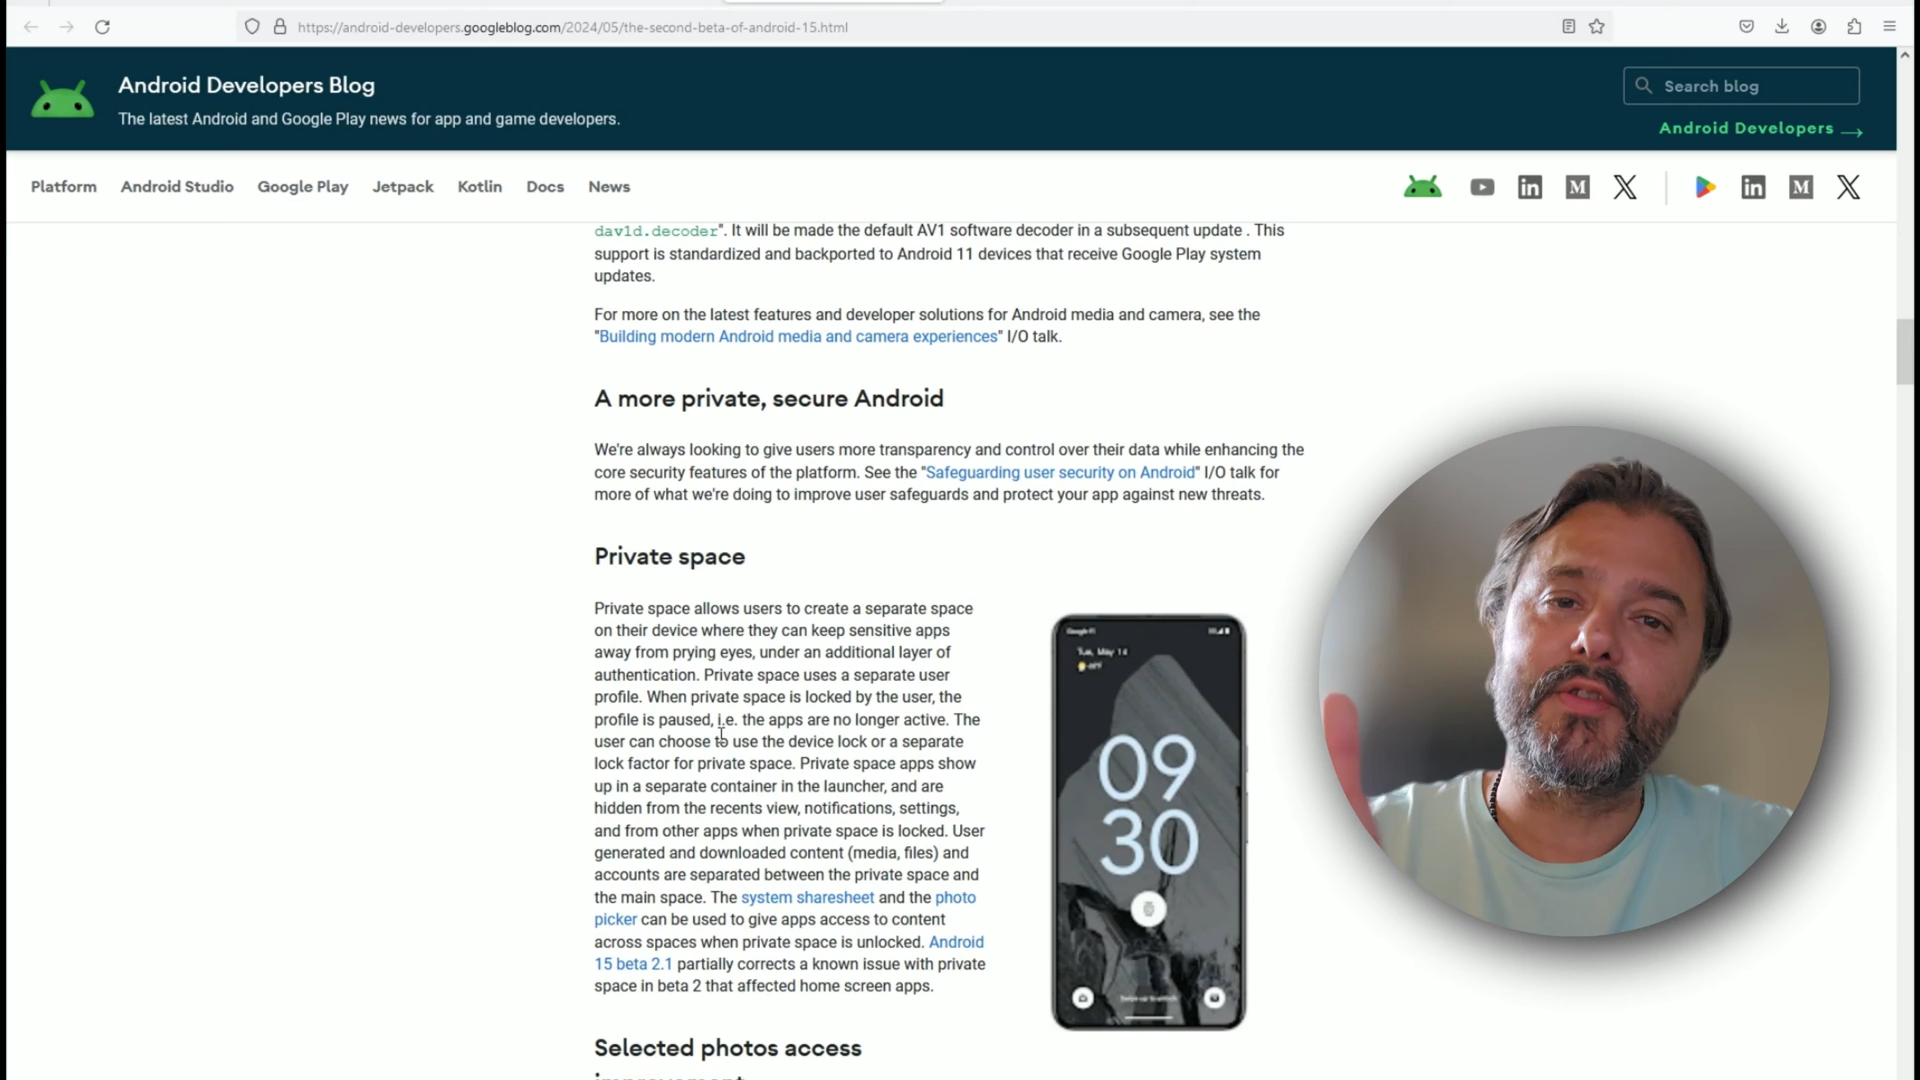 https://android-developers.googleblog.com/2024/05/the-second-beta-of-android-15.html
Android Developers Blog
The latest Android and Google Play news for app and game developers.
Search blog
Android Developers
Platform Android Studio Google Play Jetpack Kotlin Docs News
dav1d.decoder". It will be made the default AV1 software decoder in a subsequent update . This
support is standardized and backported to Android 11 devices that receive Google Play system
updates.
For more on the latest features and developer solutions for Android media and camera, see the
"Building modern Android media and camera experiences" I/O talk.
A more private, secure Android
We're always looking to give users more transparency and control over their data while enhancing the
core security features of the platform. See the "Safeguarding user security on Android" I/O talk for
more of what we're doing to improve user safeguards and protect your app against new threats.
Private space
Private space allows users to create a separate space
on their device where they can keep sensitive apps
away from prying eyes, under an additional layer of
authentication. Private space uses a separate user
profile. When private space is locked by the user, the
profile is paused, i.e. the apps are no longer active. The
user can choose to use the device lock or a separate
lock factor for private space. Private space apps show
up in a separate container in the launcher, and are
hidden from the recents view, notifications, settings,
and from other apps when private space is locked. User
generated and downloaded content (media, files) and
accounts are separated between the private space and
the main space. The system sharesheet and the photo
picker can be used to give apps access to content
across spaces when private space is unlocked. Android
15 beta 2.1 partially corrects a known issue with private
space in beta 2 that affected home screen apps.
Google Fi
Tue, May 14
09
30
Selected photos access
improvement